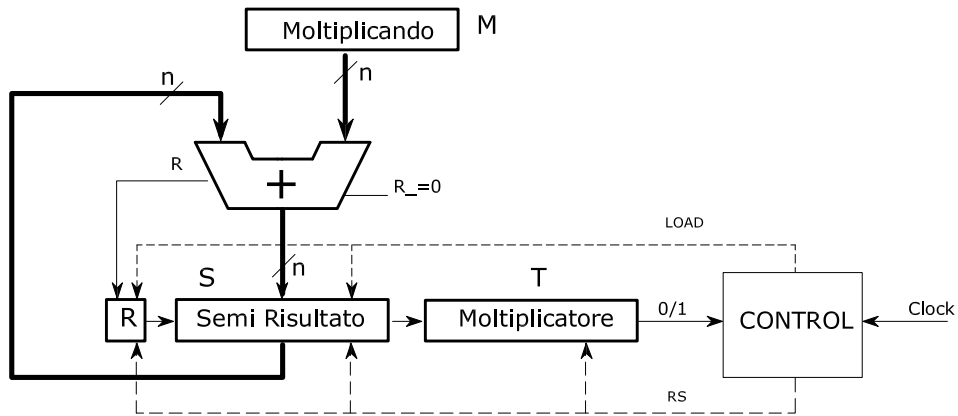 Moltiplicando M
n
n
R
+
R_=0
LOAD
n
S
T
R
Semi Risultato
Moltiplicatore
0/1
CONTROL
Clock
RS